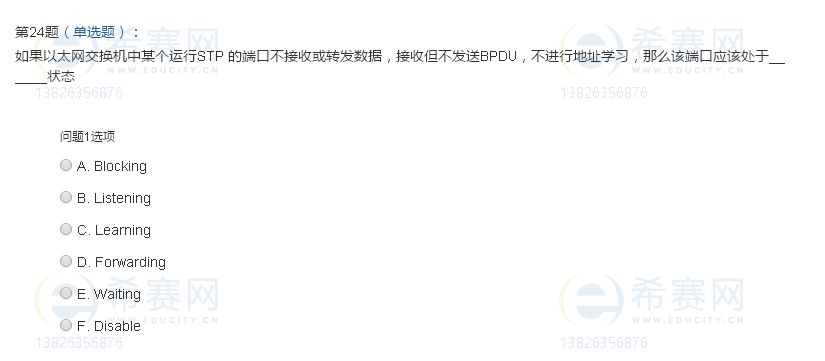 第24题（单选题）：
如果以太网交换机中某个运行STP 的端口不接收或转发数据，接收但不发送BPDU，不进行地址学习，那么该端口应该处于__
____状态
希赛网
WWW.EDUCITY.CN
13826356876
希赛网
WWW.EDUCITY.CN
13826356876
问题1选项
A. Blocking
B. Listening
C. Learning
D. Forwarding
E. Waiting
F. Disable
希赛网
WWW.EDUCITY.CN
13826356876
希赛网
WWW.EDUCITY.CN
13826356876